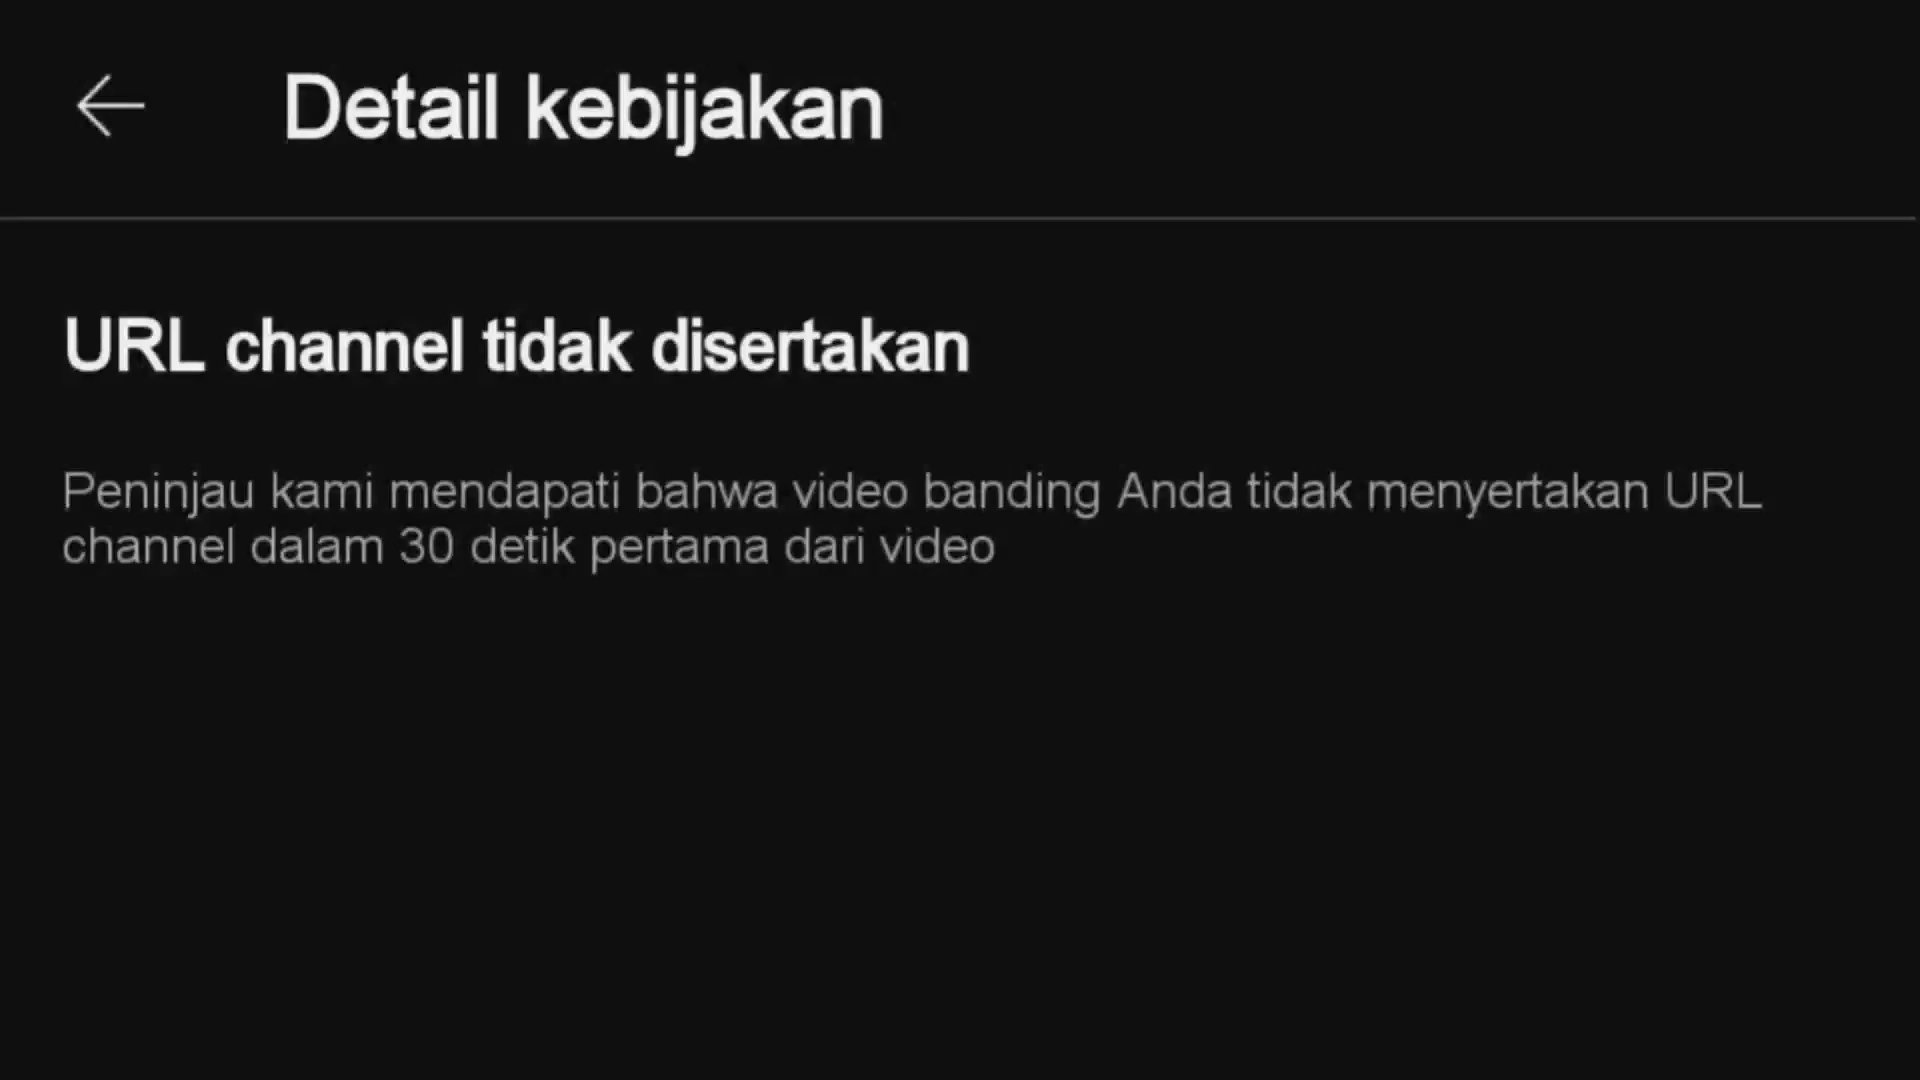 Detail kebijakan
URL channel tidak disertakan
Peninjau kami mendapati bahwa video banding Anda tidak menyertakan URL
channel dalam 30 detik pertama dari video